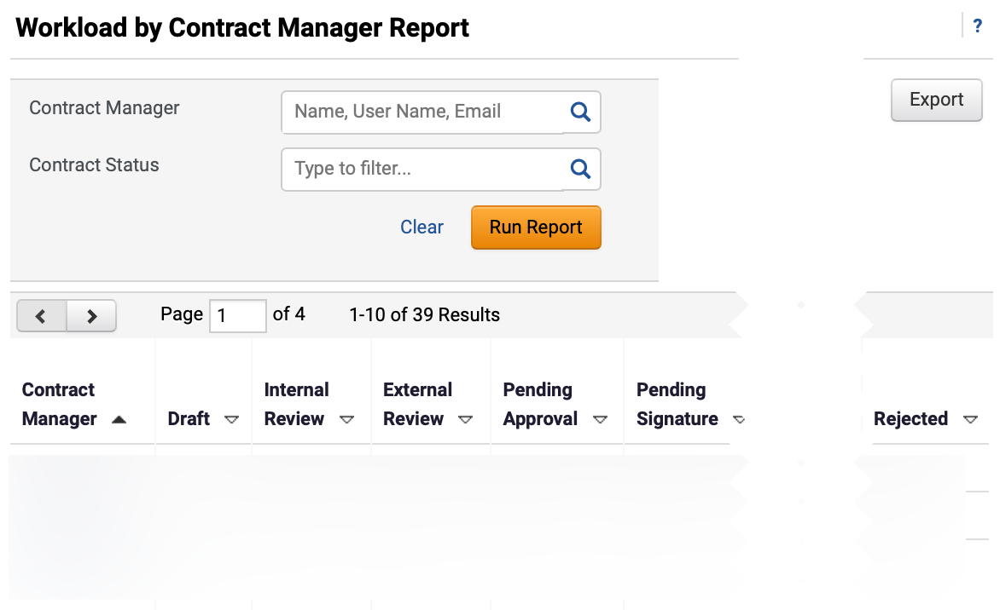 Workload by Contract Manager Report
?
Contract Manager
Name, User Name, Email
Export
Contract Status
Type to filter...
Clear
Run Report
Page 1 of 4
1-10 of 39 Results
Contract Manager
Draft
Internal Review
External Review
Pending Approval
Pending Signature
Rejected